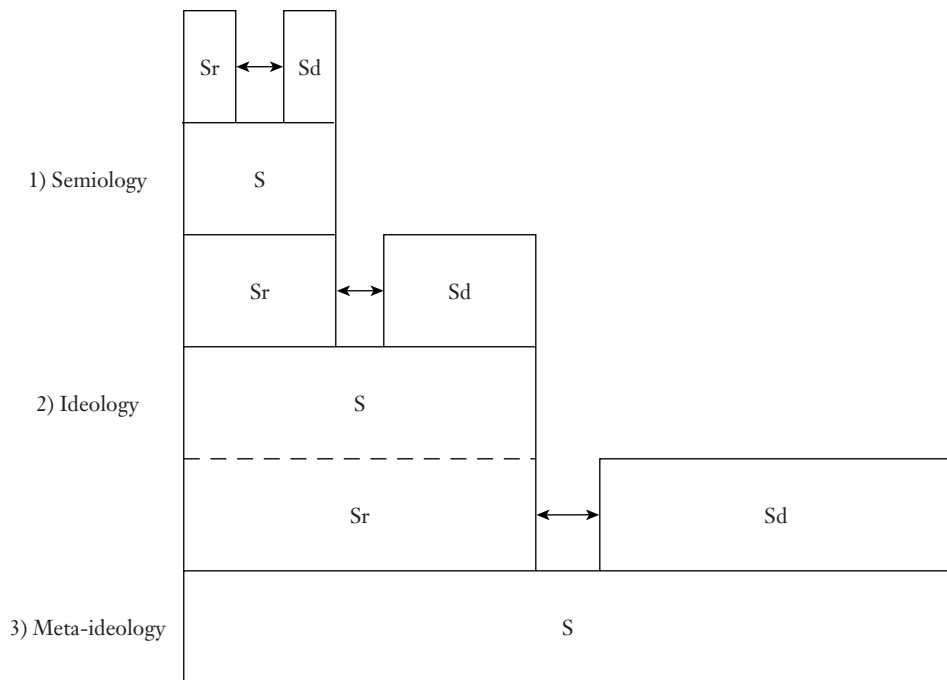 Sr Sd
1) Semiology S
Sr Sd
2) Ideology S
Sr Sd
3) Meta-ideology S